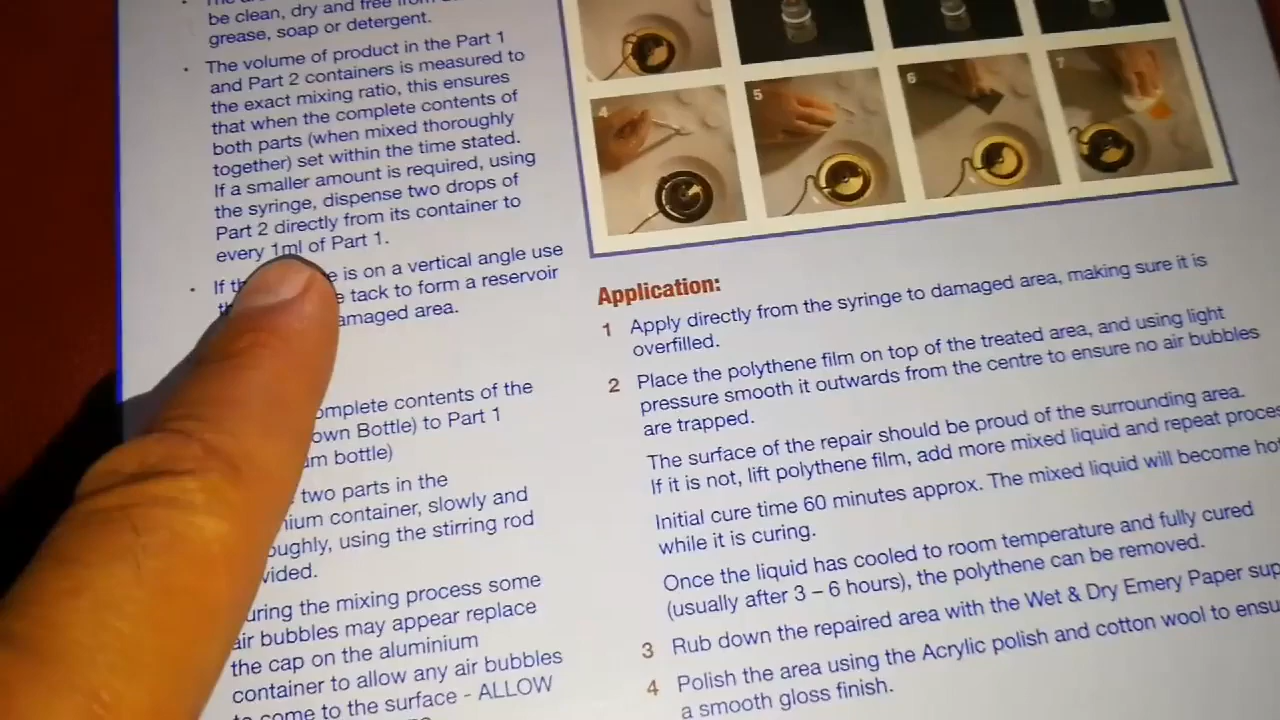 be clean, dry and free from
grease, soap or detergent.
• The volume of product in the Part 1
and Part 2 containers is measured to
the exact mixing ratio, this ensures
that when the complete contents of
both parts (when mixed thoroughly
together) set within the time stated.
If a smaller amount is required, using
the syringe, dispense two drops of
Part 2 directly from its container to
every 1ml of Part 1.
• If is on a vertical angle use
tack to form a reservoir
amaged area.
omplete contents of the
own Bottle) to Part 1
um bottle)
two parts in the
nium container, slowly and
oughly, using the stirring rod
vided.
uring the mixing process some
air bubbles may appear replace
the cap on the aluminium
container to allow any air bubbles
to come to the surface - ALLOW
4
5
6
7
Application:
1 Apply directly from the syringe to damaged area, making sure it is
overfilled.
2 Place the polythene film on top of the treated area, and using light
pressure smooth it outwards from the centre to ensure no air bubbles
are trapped.
The surface of the repair should be proud of the surrounding area.
If it is not, lift polythene film, add more mixed liquid and repeat proces
Initial cure time 60 minutes approx. The mixed liquid will become ho
while it is curing.
Once the liquid has cooled to room temperature and fully cured
(usually after 3 – 6 hours), the polythene can be removed.
3 Rub down the repaired area with the Wet & Dry Emery Paper sup
4 Polish the area using the Acrylic polish and cotton wool to ensu
a smooth gloss finish.